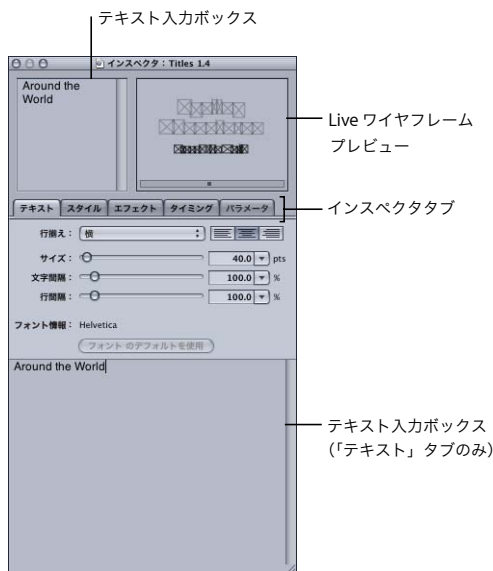 テキスト入力ボックス
インスペクタ：Titles 1.4
Around the
World
Live ワイヤフレーム
プレビュー
テキスト スタイル エフェクト タイミング パラメータ
インスペクタタブ
行揃え： 横
サイズ： 40.0 pts
文字間隔： 100.0 %
行間隔： 100.0 %
フォント情報： Helvetica
フォント のデフォルトを使用
Around the World
テキスト入力ボックス
（「テキスト」タブのみ）